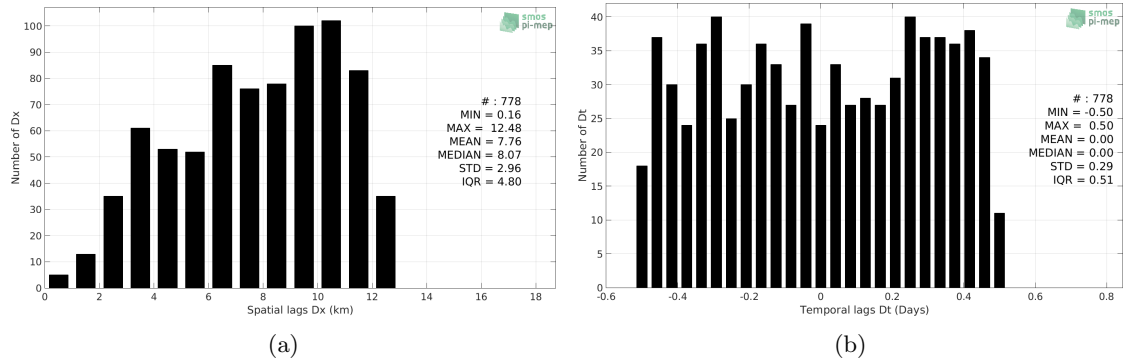 smos
pi-mep
Number of Dx
100
90
80
70
60
50
40
30
20
10
0
# : 778
MIN = 0.16
MAX = 12.48
MEAN = 7.76
MEDIAN = 8.07
STD = 2.96
IQR = 4.80
0 2 4 6 8 10 12 14 16 18
Spatial lags Dx (km)
(a)
smos
pi-mep
Number of Dt
40
35
30
25
20
15
10
5
0
# : 778
MIN = -0.50
MAX = 0.50
MEAN = 0.00
MEDIAN = 0.00
STD = 0.29
IQR = 0.51
-0.6 -0.4 -0.2 0 0.2 0.4 0.6 0.8
Temporal lags Dt (Days)
(b)